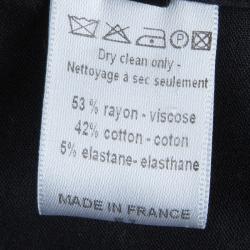 Dry clean only -
Nettoyage à sec seulement
53 % rayon - viscose
42% cotton - coton
5% elastane- elasthane
MADE IN FRANCE